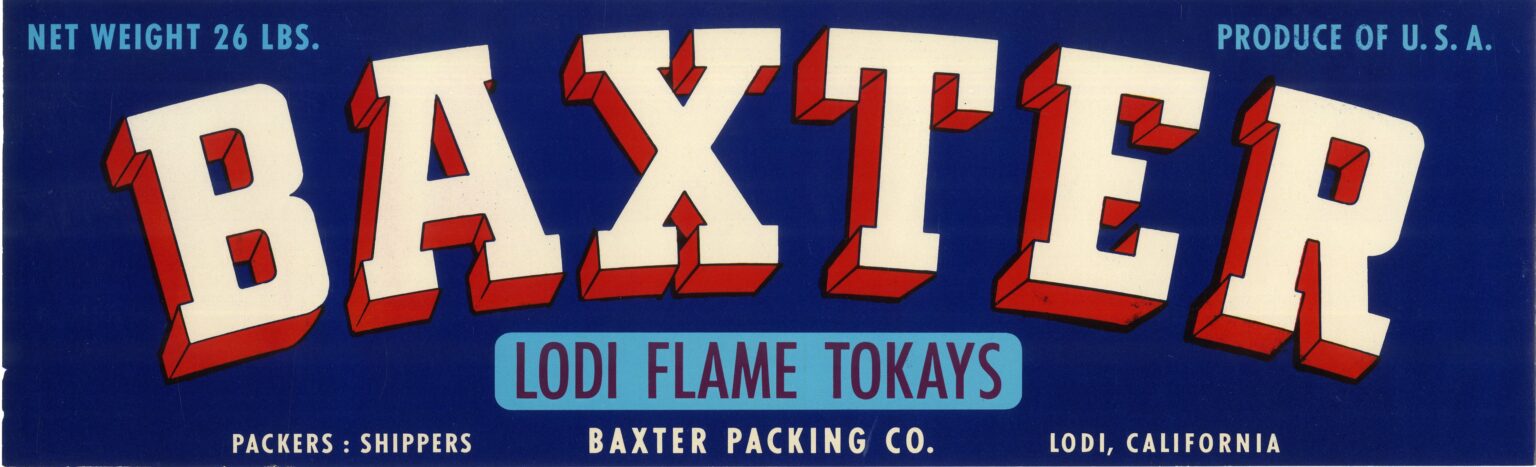 NET WEIGHT 26 LBS.
PRODUCE OF U. S. A.
BAXTER
LODI FLAME TOKAYS
PACKERS : SHIPPERS
BAXTER PACKING CO.
LODI, CALIFORNIA